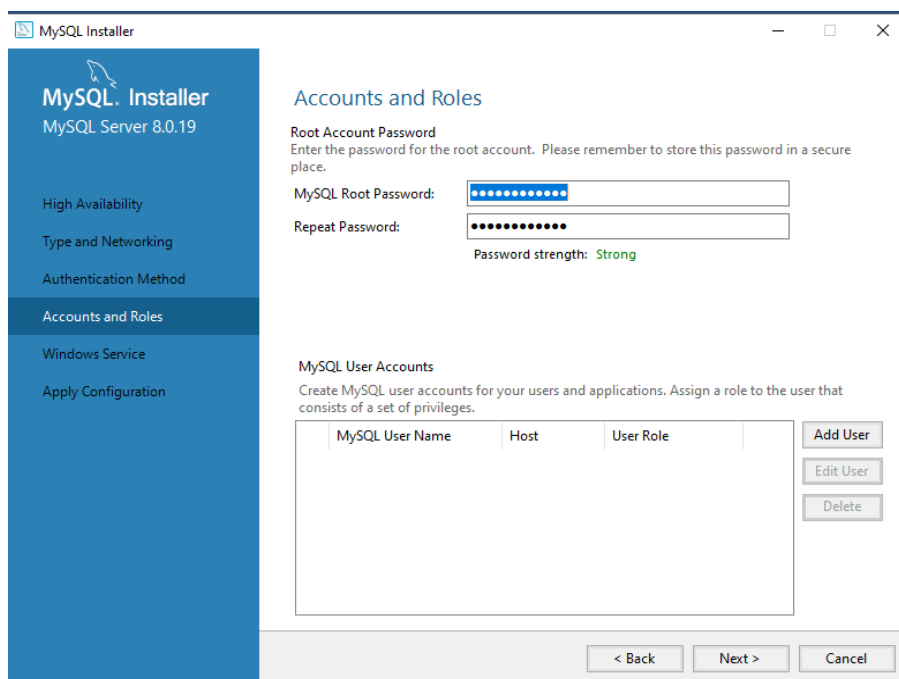 MySQL Installer
MySQL. Installer
MySQL Server 8.0.19
High Availability
Type and Networking
Authentication Method
Accounts and Roles
Windows Service
Apply Configuration
Accounts and Roles
Root Account Password
Enter the password for the root account. Please remember to store this password in a secure
place.
MySQL Root Password: ••••••••••••
Repeat Password: ••••••••••••
Password strength: Strong
MySQL User Accounts
Create MySQL user accounts for your users and applications. Assign a role to the user that
consists of a set of privileges.
MySQL User Name Host User Role
Add User
Edit User
Delete
< Back Next > Cancel